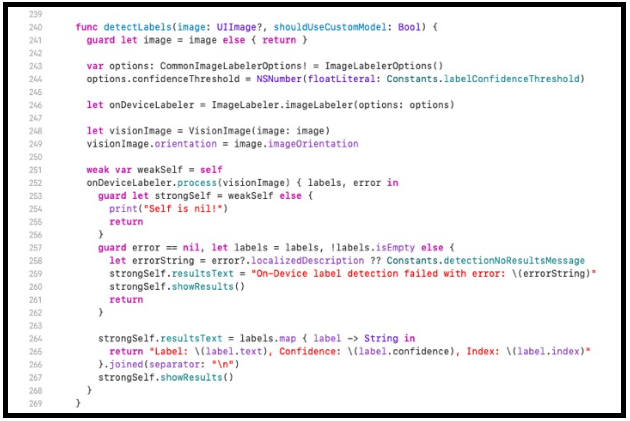 239
240 func detectLabels(image: UIImage?, shouldUseCustomModel: Bool) {
241 guard let image = image else { return }
242
243 var options: CommonImageLabelerOptions! = ImageLabelerOptions()
244 options.confidenceThreshold = NSNumber(floatLiteral: Constants.labelConfidenceThreshold)
245
246 let onDeviceLabeler = ImageLabeler.imageLabeler(options: options)
247
248 let visionImage = VisionImage(image: image)
249 visionImage.orientation = image.imageOrientation
250
251 weak var weakSelf = self
252 onDeviceLabeler.process(visionImage) { labels, error in
253 guard let strongSelf = weakSelf else {
254 print("Self is nil!")
255 return
256 }
257 guard error == nil, let labels = labels, !labels.isEmpty else {
258 let errorString = error?.localizedDescription ?? Constants.detectionNoResultsMessage
259 strongSelf.resultsText = "On-Device label detection failed with error: \(errorString)"
260 strongSelf.showResults()
261 return
262 }
263
264 strongSelf.resultsText = labels.map { label -> String in
265 return "Label: \(label.text), Confidence: \(label.confidence), Index: \(label.index)"
266 }.joined(separator: "\n")
267 strongSelf.showResults()
268 }
269 }